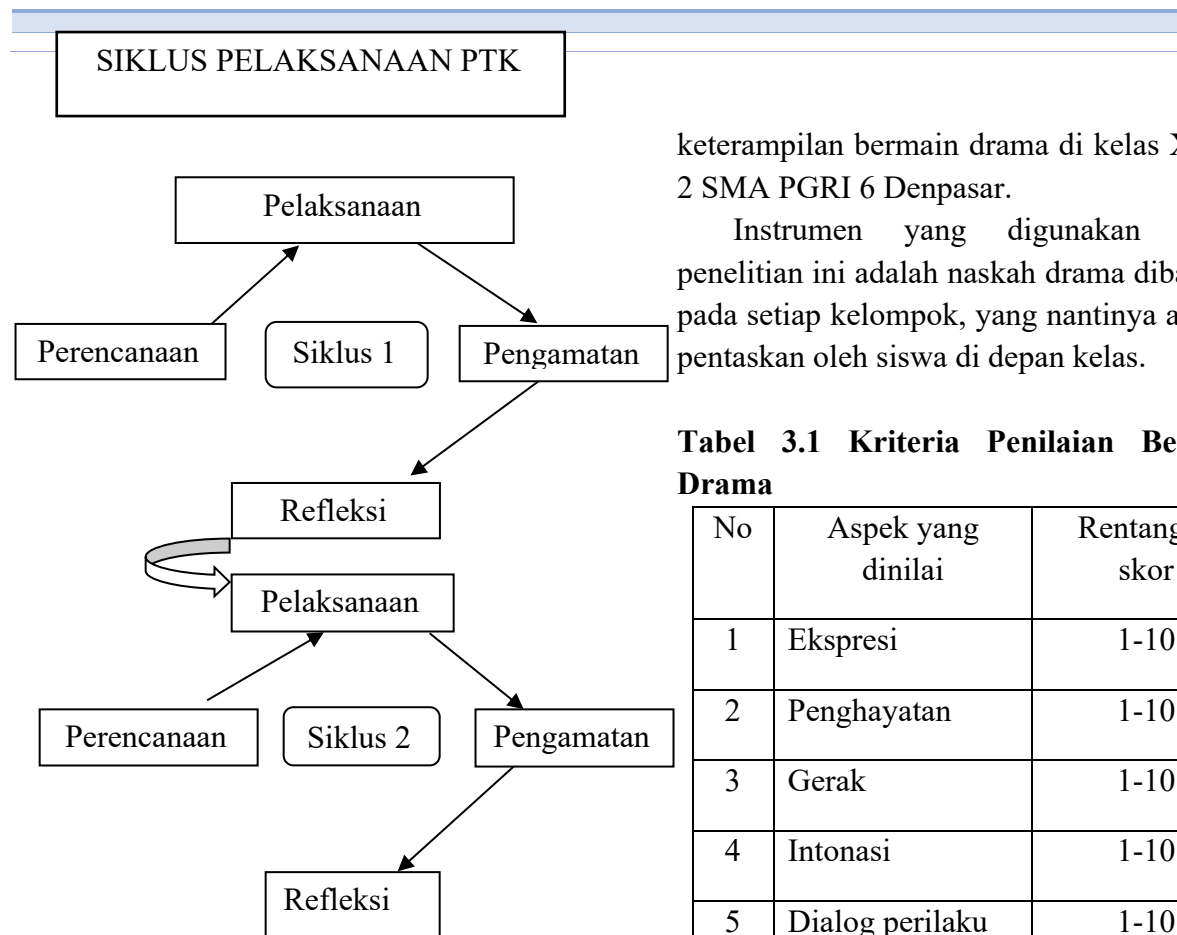 SIKLUS PELAKSANAAN PTK
Pelaksanaan
Perencanaan
Siklus 1
Pengamatan
Refleksi
Pelaksanaan
Perencanaan
Siklus 2
Pengamatan
Refleksi
keterampilan bermain drama di kelas
2 SMA PGRI 6 Denpasar.
Instrumen yang digunakan
penelitian ini adalah naskah drama
pada setiap kelompok, yang nantinya
pentaskan oleh siswa di depan kelas.
Tabel 3.1 Kriteria Penilaian
Drama
No Aspek yang dinilai Rentang skor
1 Ekspresi 1-10
2 Penghayatan 1-10
3 Gerak 1-10
4 Intonasi 1-10
5 Dialog perilaku 1-10